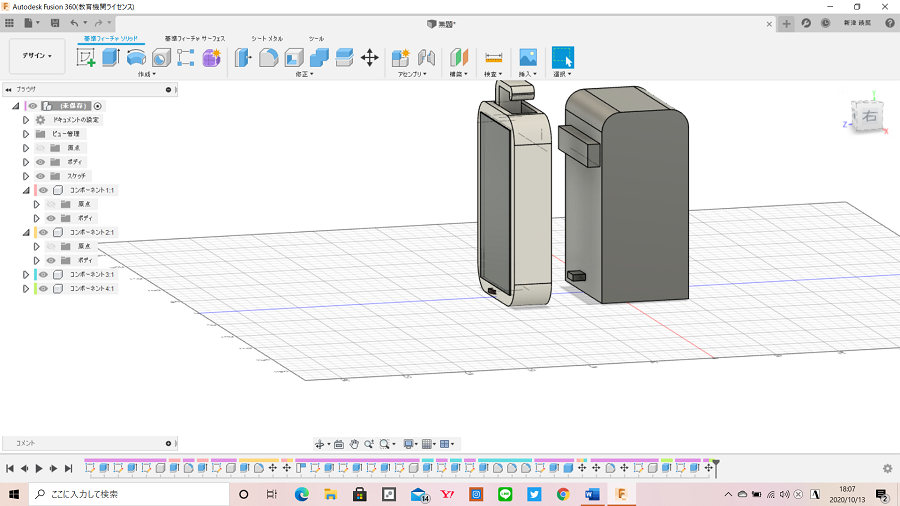 Autodesk Fusion 360(教育機関ライセンス)
無題*
デザイン
基準フィーチャ ソリッド
基準フィーチャ サーフェス
シートメタル
ツール
作成
修正
アセンブリ
構築
検査
挿入
選択
ブラウザ
(未保存)
ドキュメントの設定
ビュー管理
原点
ボディ
スケッチ
コンポーネント1:1
原点
ボディ
コンポーネント2:1
原点
ボディ
コンポーネント3:1
コンポーネント4:1
Y
右
Z
X
コメント
ここに入力して検索
14
Y!
LINE
W
F
A
18:07
2020/10/13
2